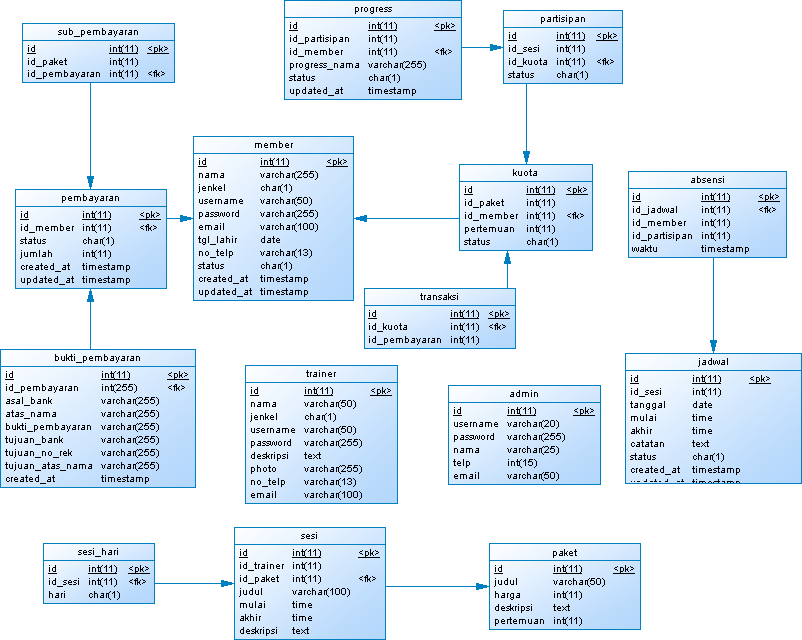 sub_pembayaran
id int(11) <pk>
id_paket int(11)
id_pembayaran int(11) <fk>
progress
id int(11) <pk>
id_partisipan int(11)
id_member int(11) <fk>
progress_nama varchar(255)
status char(1)
updated_at timestamp
partisipan
id int(11) <pk>
id_sesi int(11)
id_kuota int(11) <fk>
status char(1)
pembayaran
id int(11) <pk>
id_member int(11) <fk>
status char(1)
jumlah int(11)
created_at timestamp
updated_at timestamp
member
id int(11) <pk>
nama varchar(255)
jenkel char(1)
username varchar(50)
password varchar(255)
email varchar(100)
tgl_lahir date
no_telp varchar(13)
status char(1)
created_at timestamp
updated_at timestamp
kuota
id int(11) <pk>
id_paket int(11)
id_member int(11) <fk>
pertemuan int(11)
status char(1)
absensi
id int(11) <pk>
id_jadwal int(11) <fk>
id_member int(11)
id_partisipan int(11)
waktu timestamp
transaksi
id int(11) <pk>
id_kuota int(11) <fk>
id_pembayaran int(11)
bukti_pembayaran
id int(11) <pk>
id_pembayaran int(255) <fk>
asal_bank varchar(255)
atas_nama varchar(255)
bukti_pembayaran varchar(255)
tujuan_bank varchar(255)
tujuan_no_rek varchar(255)
tujuan_atas_nama varchar(255)
created_at timestamp
trainer
id int(11) <pk>
nama varchar(50)
jenkel char(1)
username varchar(50)
password varchar(255)
deskripsi text
photo varchar(255)
no_telp varchar(13)
email varchar(100)
admin
id int(11) <pk>
username varchar(20)
password varchar(255)
nama varchar(25)
telp int(15)
email varchar(50)
jadwal
id int(11) <pk>
id_sesi int(11)
tanggal date
mulai time
akhir time
catatan text
status char(1)
created_at timestamp
updated_at timestamp
sesi_hari
id int(11) <pk>
id_sesi int(11) <fk>
hari char(1)
sesi
id int(11) <pk>
id_trainer int(11)
id_paket int(11) <fk>
judul varchar(100)
mulai time
akhir time
deskripsi text
paket
id int(11) <pk>
judul varchar(50)
harga int(11)
deskripsi text
pertemuan int(11)